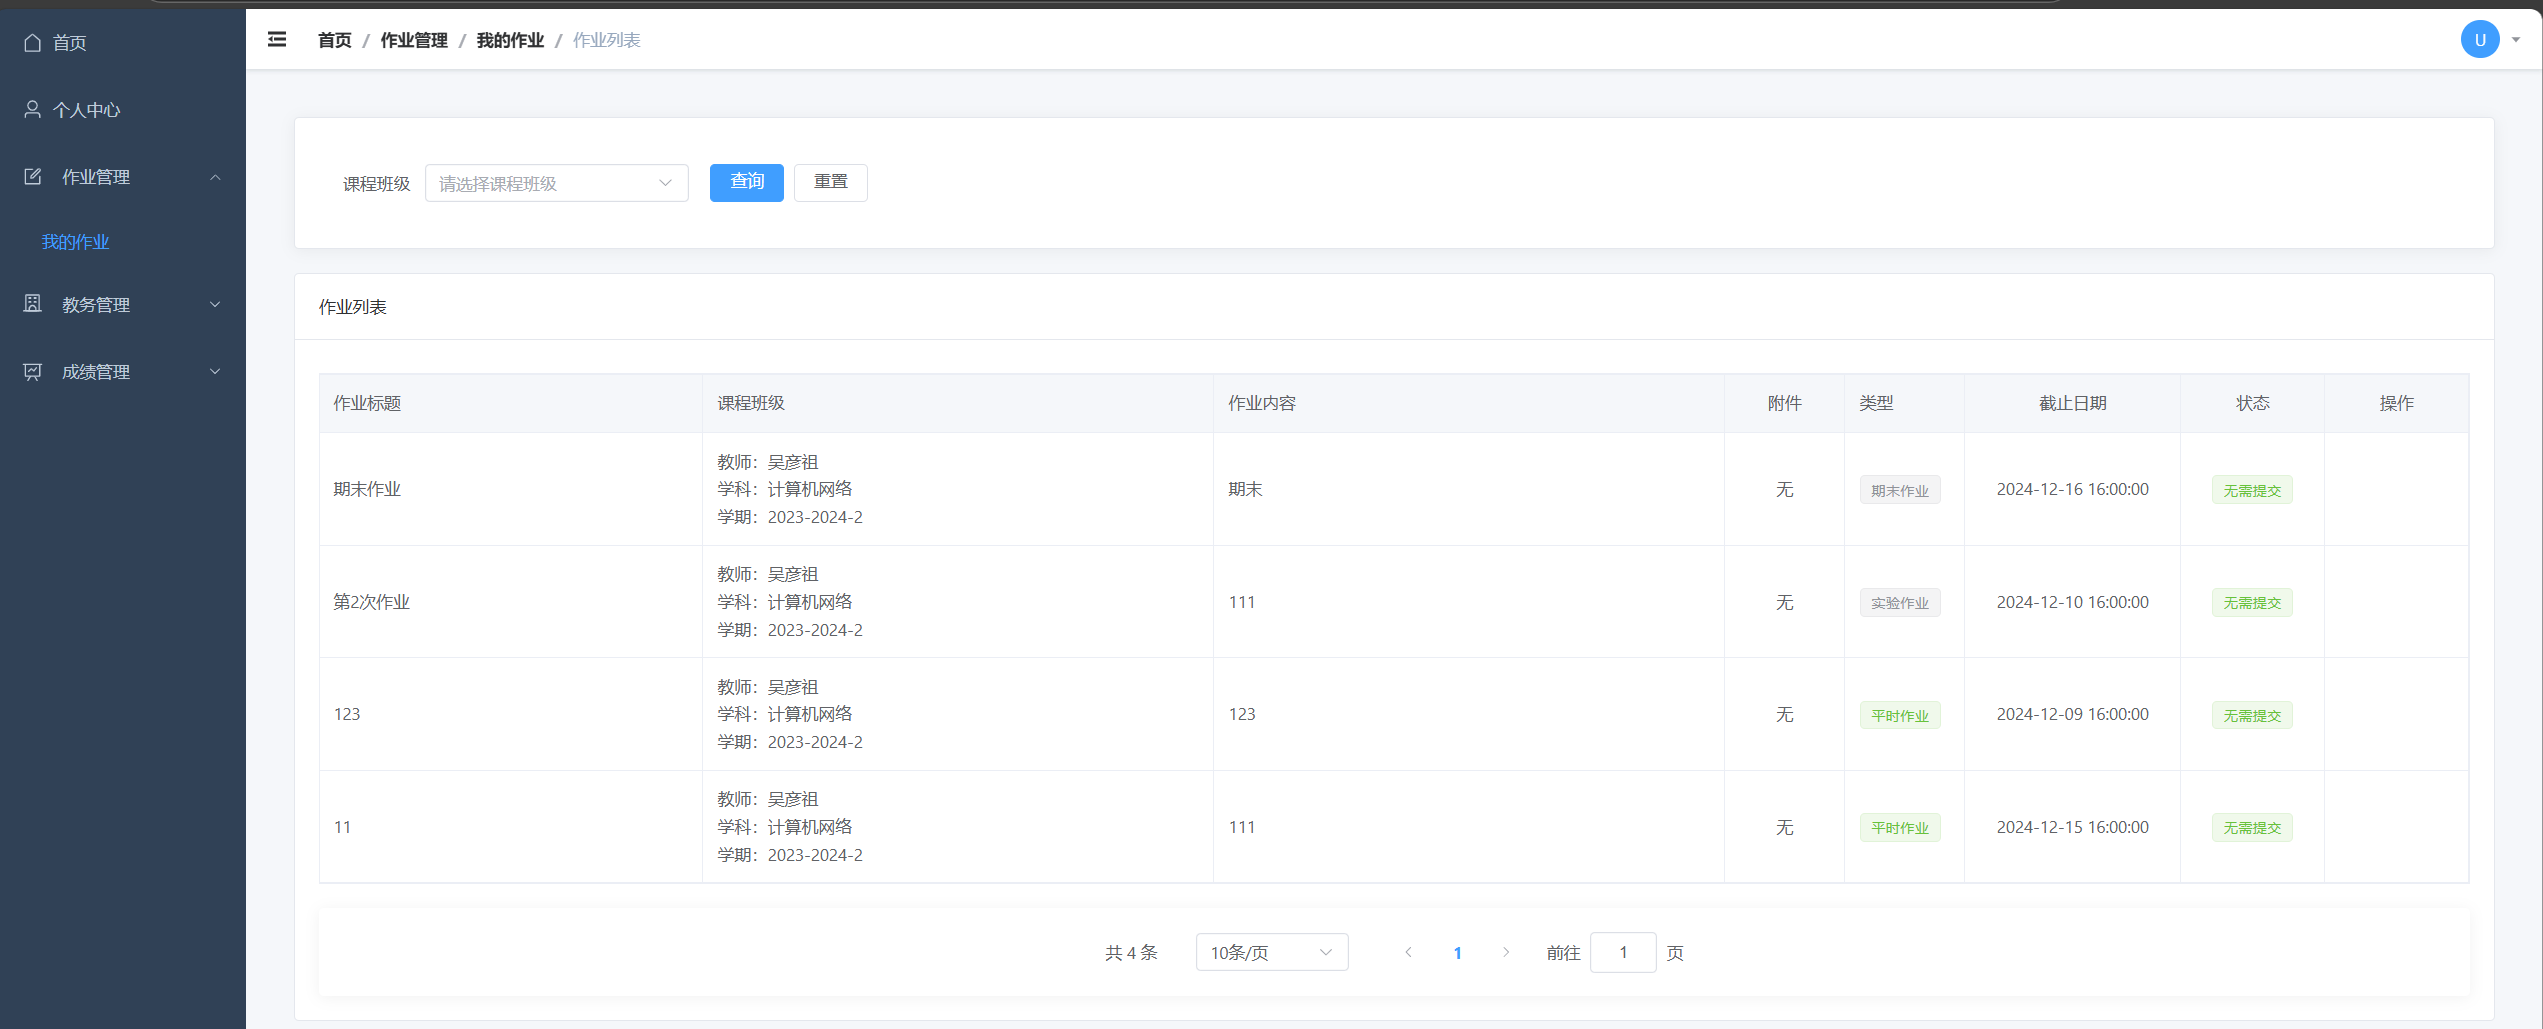 首页
个人中心
作业管理
我的作业
教务管理
成绩管理
首页 / 作业管理 / 我的作业 / 作业列表
U
课程班级 请选择课程班级 查询 重置
作业列表
作业标题 课程班级 作业内容 附件 类型 截止日期 状态 操作
期末作业
教师：吴彦祖
学科：计算机网络
学期：2023-2024-2
期末 无 期末作业 2024-12-16 16:00:00 无需提交
第2次作业
教师：吴彦祖
学科：计算机网络
学期：2023-2024-2
111 无 实验作业 2024-12-10 16:00:00 无需提交
123
教师：吴彦祖
学科：计算机网络
学期：2023-2024-2
123 无 平时作业 2024-12-09 16:00:00 无需提交
11
教师：吴彦祖
学科：计算机网络
学期：2023-2024-2
111 无 平时作业 2024-12-15 16:00:00 无需提交
共 4 条 10条/页 1 前往 1 页